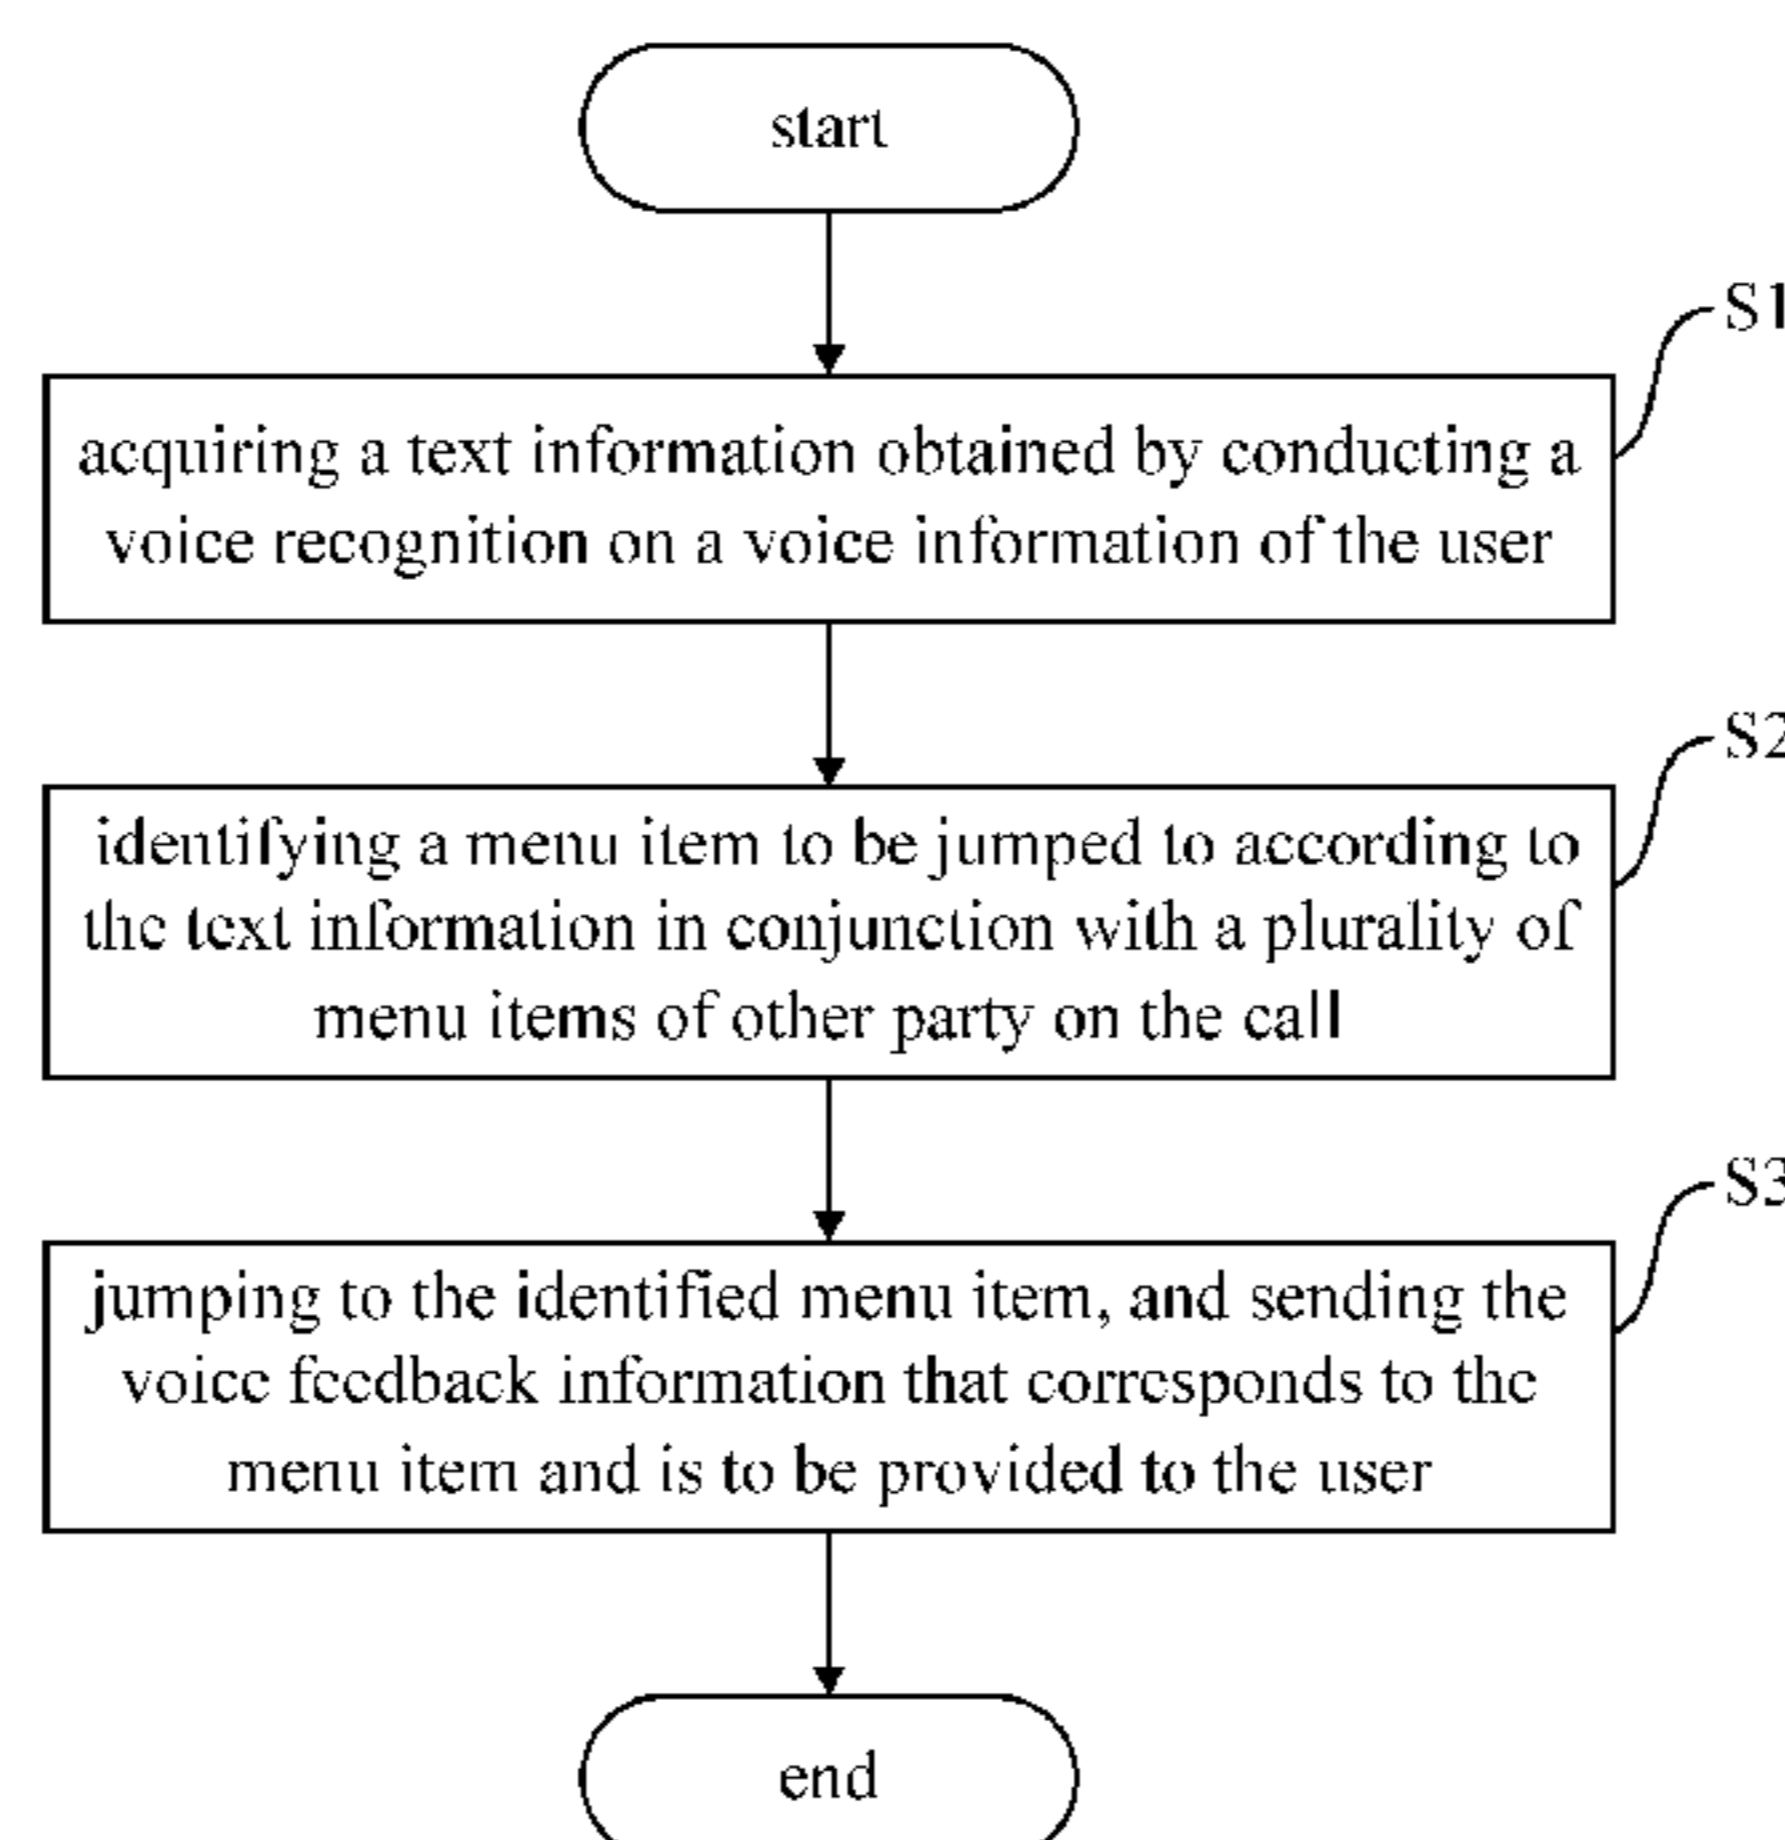 start
S1
acquiring a text information obtained by conducting a
voice recognition on a voice information of the user
S2
identifying a menu item to be jumped to according to
the text information in conjunction with a plurality of
menu items of other party on the call
S3
jumping to the identified menu item, and sending the
voice feedback information that corresponds to the
menu item and is to be provided to the user
end